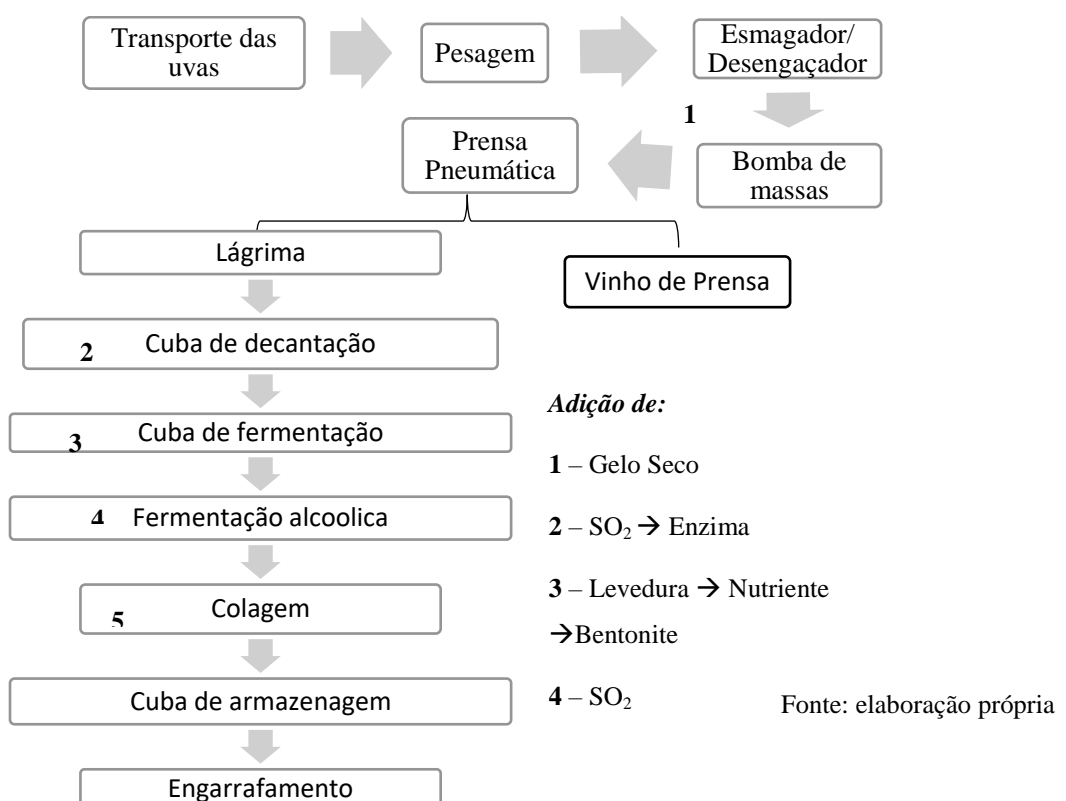 Transporte das
uvas
Pesagem
Esmagador/
Desengaçador
1
Prensa
Pneumática
Bomba de
massas
Lágrima
Vinho de Prensa
2 Cuba de decantação
3 Cuba de fermentação
4 Fermentação alcoolica
5 Colagem
Cuba de armazenagem
Engarrafamento
Adição de:
1 – Gelo Seco
2 – SO₂ → Enzima
3 – Levedura → Nutriente
→Bentonite
4 – SO₂
Fonte: elaboração própria